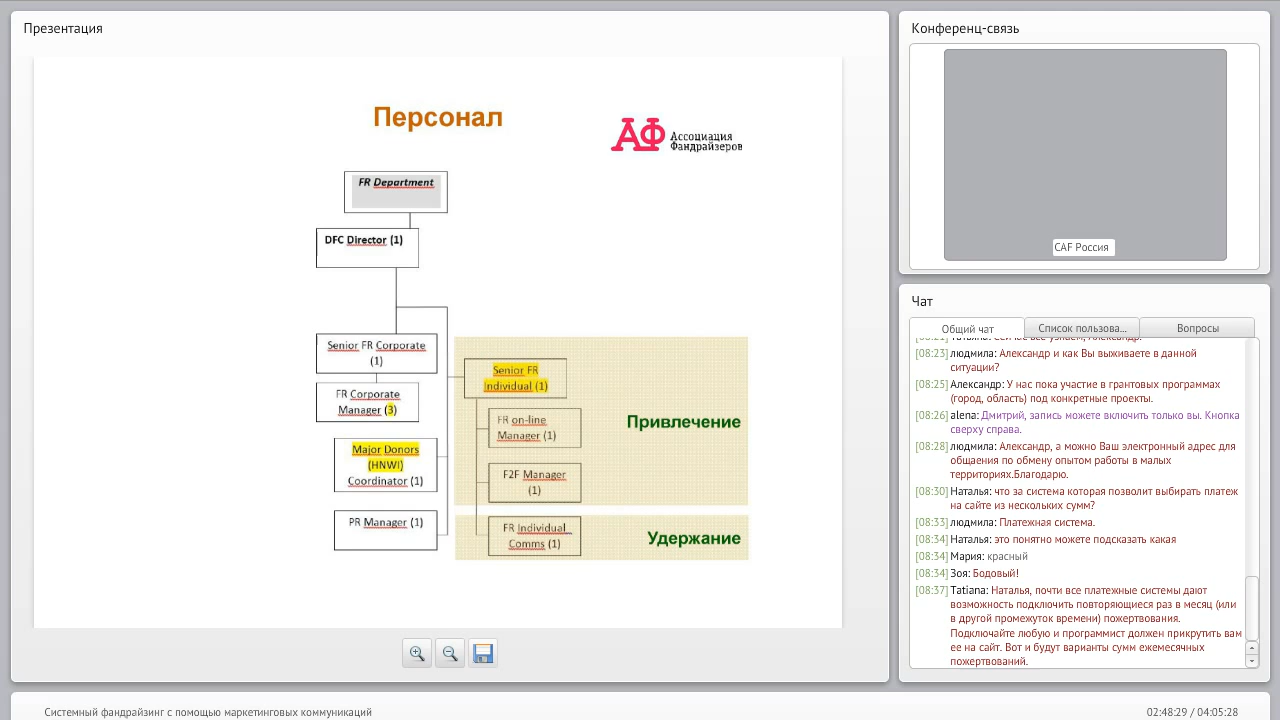 Презентация
Персонал
АФ
Ассоциация
Фандрайзеров
FR Department
DFC Director (1)
Senior FR Corporate
(1)
FR Corporate
Manager (3)
Major Donors
(HNWI)
Coordinator (1)
PR Manager (1)
Senior FR
Individual (1)
FR on-line
Manager (1)
F2F Manager
(1)
FR Individual
Comms (1)
Привлечение
Удержание
Конференц-связь
CAF Россия
Чат
Общий чат
Список пользова...
Вопросы
[08:23] людмила: Александр и как Вы выживаете в данной
ситуации?
[08:25] Александр: У нас пока участие в грантовых программах
(город, область) под конкретные проекты.
[08:26] alena: Дмитрий, запись можете включить только вы. Кнопка
сверху справа.
[08:28] людмила: Александр, а можно Ваш электронный адрес для
общаения по обмену опытом работы в малых
территориях.Благодарю.
[08:30] Наталья: что за система которая позволит выбирать платеж
на сайте из нескольких сумм?
[08:33] людмила: Платежная система.
[08:34] Наталья: это понятно можете подсказать какая
[08:34] Мария: красный
[08:34] Зоя: Бодовый!
[08:37] Tatiana: Наталья, почти все платежные системы дают
возможность подключить повторяющиеся раз в месяц (или
в другой промежуток времени) пожертвования.
Подключайте любую и программист должен прикрутить вам
ее на сайт. Вот и будут варианты сумм ежемесячных
пожертвований.
Системный фандрайзинг с помощью маркетинговых коммуникаций
02:48:29 / 04:05:28